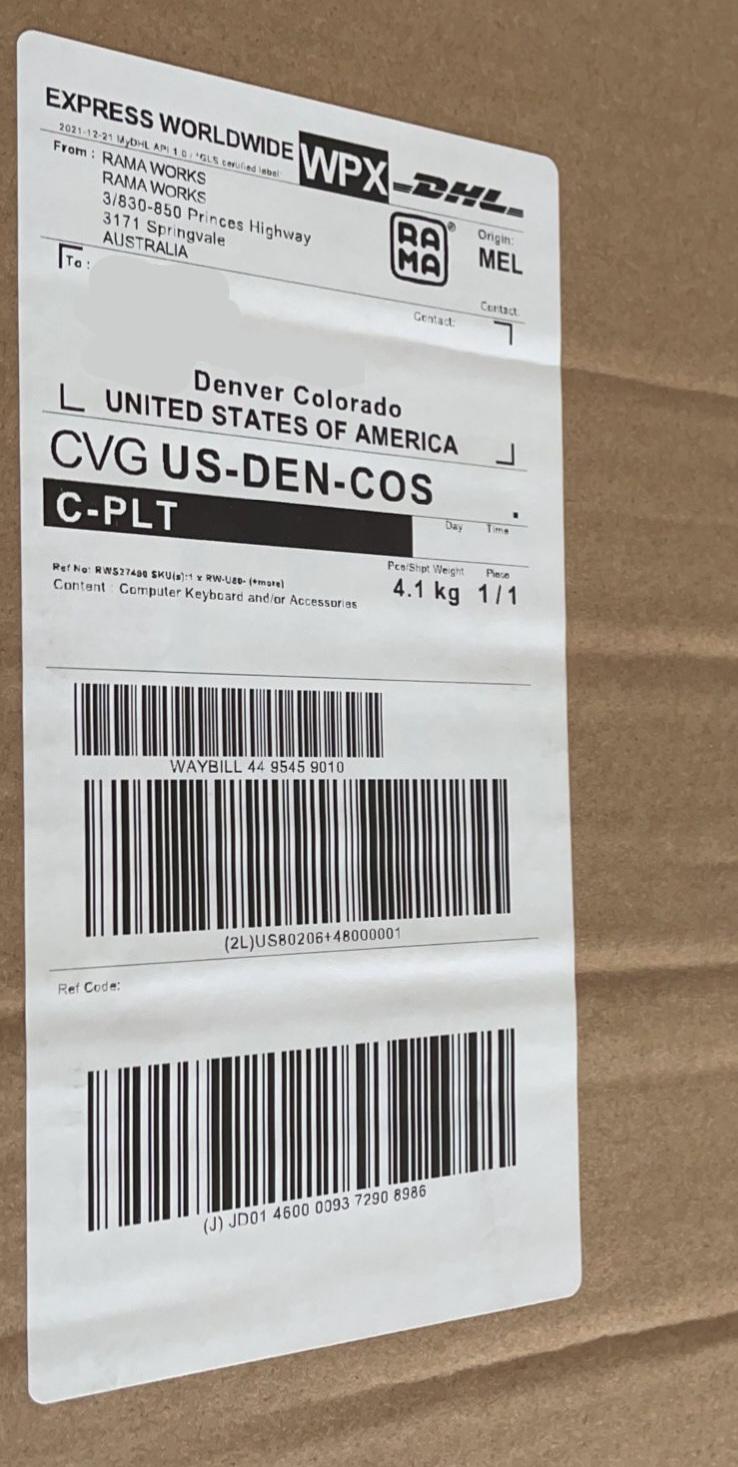 EXPRESS WORLDWIDE WPX DHL
2021-12-21 MyDHL API 1.0 / *GLS certified label*
From : RAMA WORKS
RAMA WORKS
3/830-850 Princes Highway
3171 Springvale
AUSTRALIA
RA
MA®
Origin:
MEL
Contact:
Contact:
To :
Denver Colorado
UNITED STATES OF AMERICA
CVG US-DEN-COS
C-PLT
Day Time
Ref No: RWS27490 SKU(s):1 x RW-U80- (+more)
Content : Computer Keyboard and/or Accessories
Pce/Shpt Weight Piece
4.1 kg 1/1
WAYBILL 44 9545 9010
(2L)US80206+48000001
Ref Code:
(J) JD01 4600 0093 7290 8986